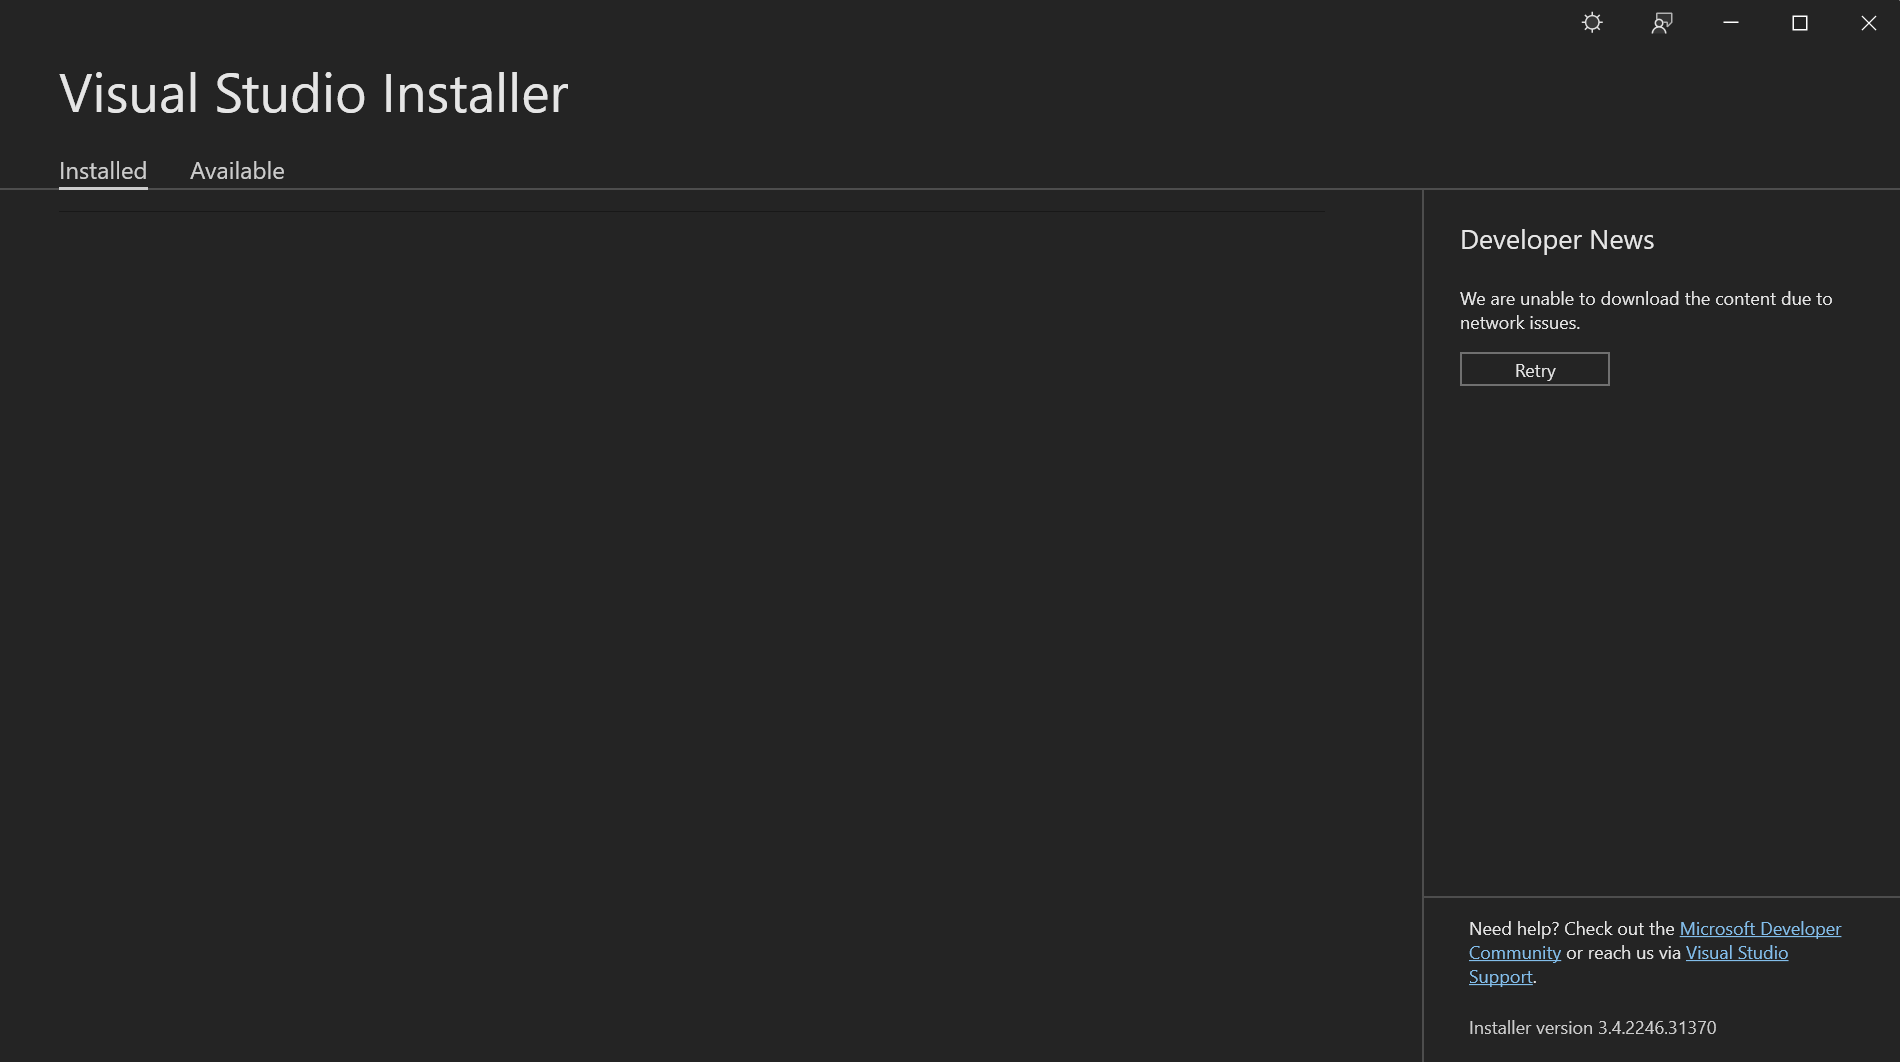 Visual Studio Installer
Installed
Available
Developer News
We are unable to download the content due to
network issues.
Retry
Need help? Check out the Microsoft Developer
Community or reach us via Visual Studio
Support.
Installer version 3.4.2246.31370